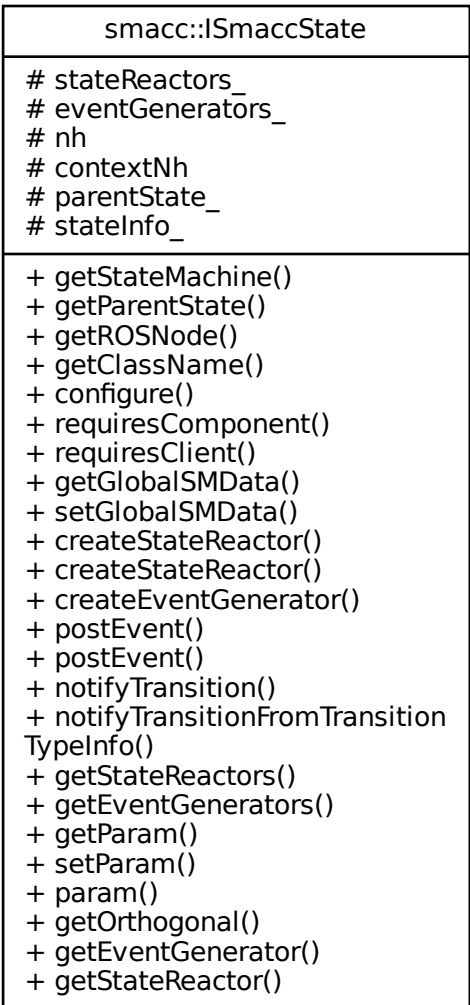 smacc::ISmaccState
# stateReactors_
# eventGenerators_
# nh
# contextNh
# parentState_
# stateInfo_
+ getStateMachine()
+ getParentState()
+ getROSNode()
+ getClassName()
+ configure()
+ requiresComponent()
+ requiresClient()
+ getGlobalSMData()
+ setGlobalSMData()
+ createStateReactor()
+ createStateReactor()
+ createEventGenerator()
+ postEvent()
+ postEvent()
+ notifyTransition()
+ notifyTransitionFromTransition
TypeInfo()
+ getStateReactors()
+ getEventGenerators()
+ getParam()
+ setParam()
+ param()
+ getOrthogonal()
+ getEventGenerator()
+ getStateReactor()